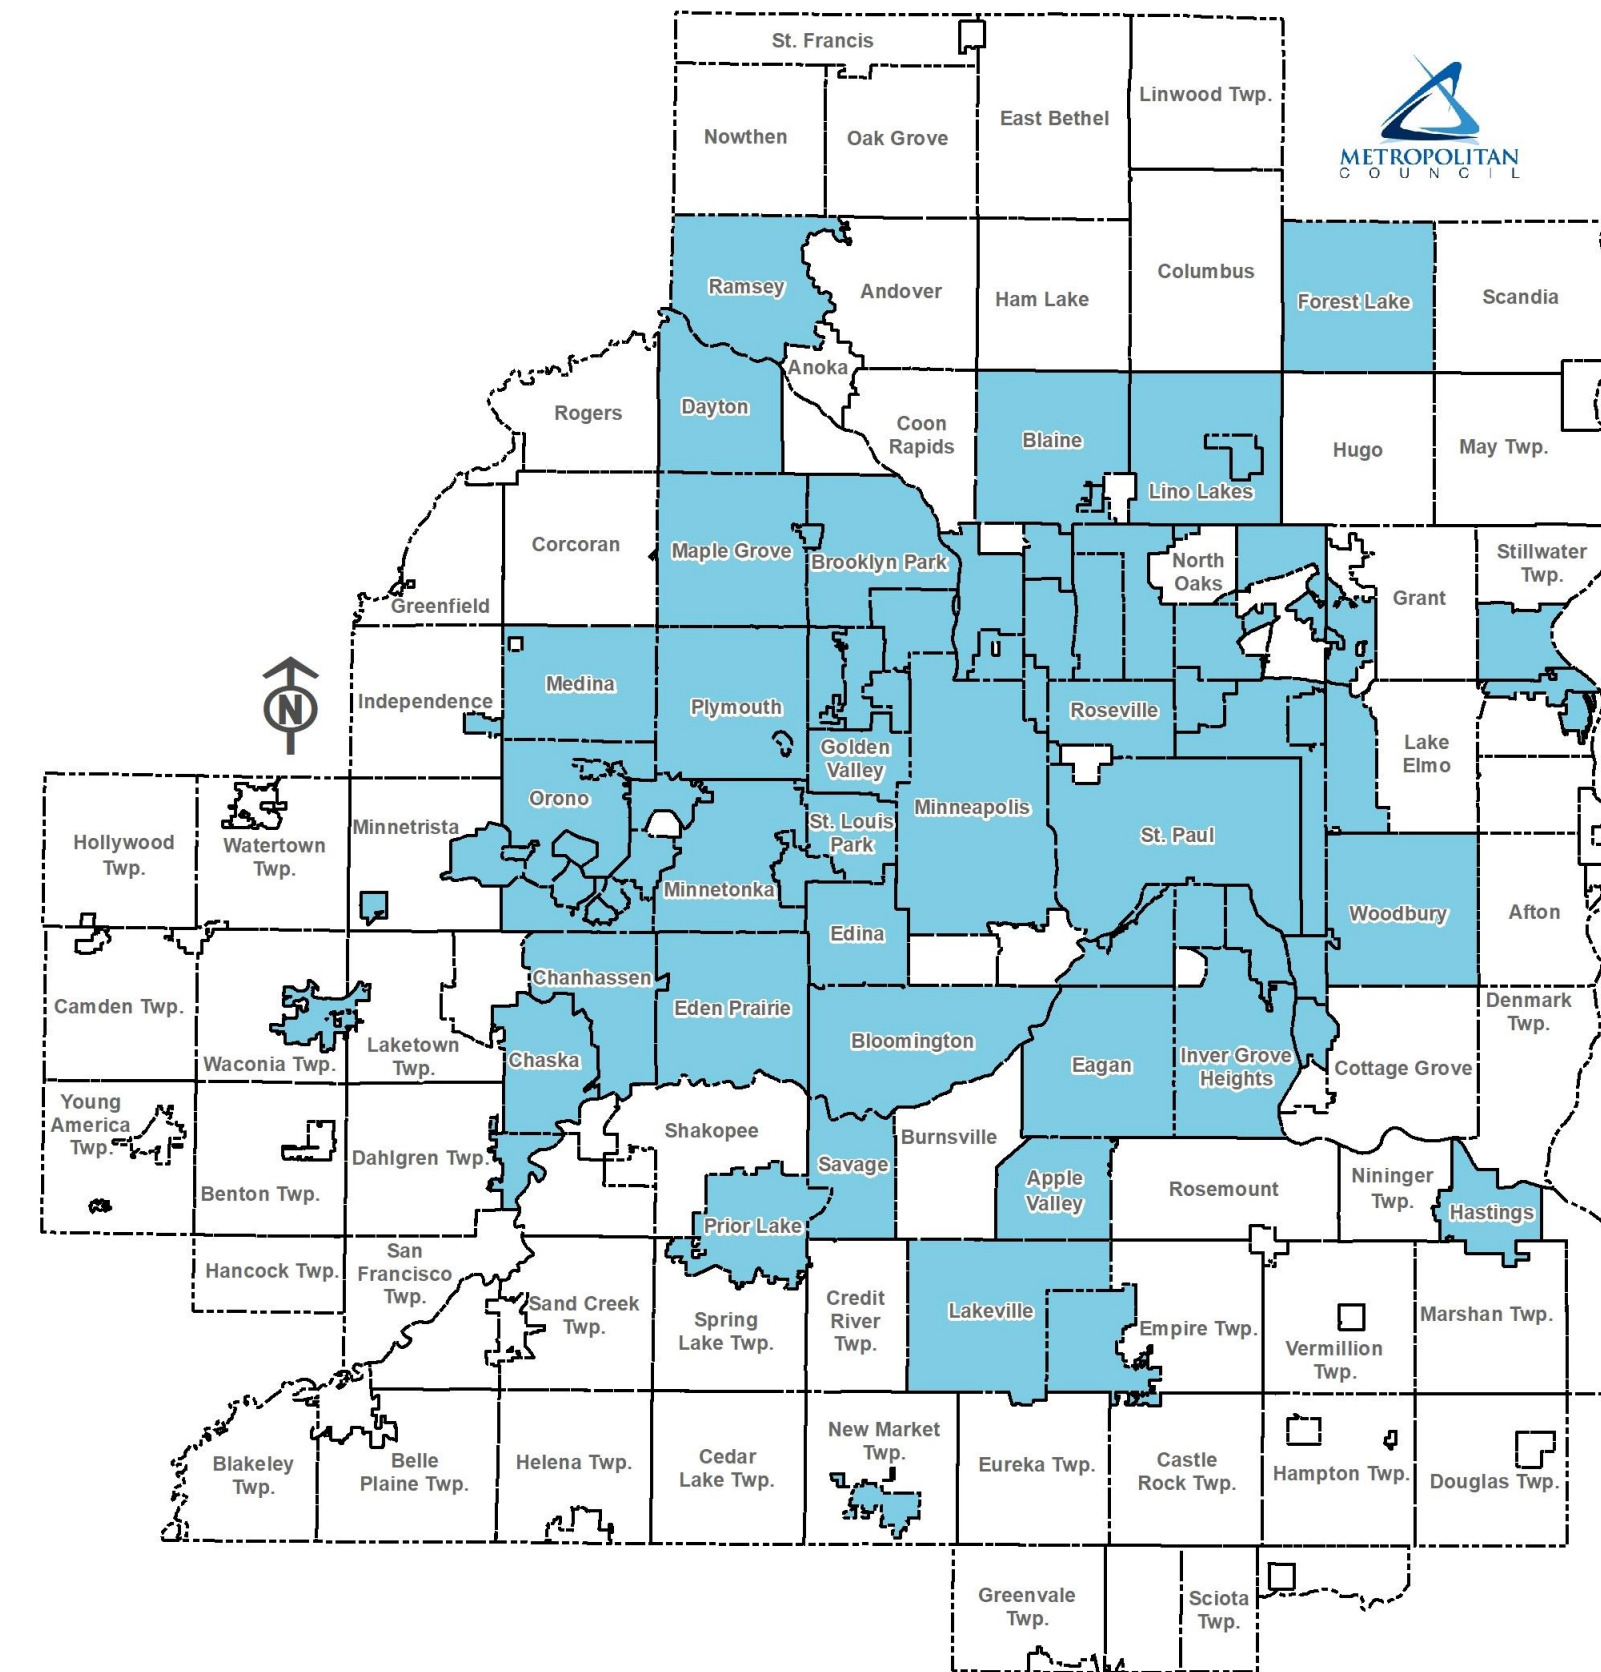 St. Francis
Linwood Twp.
East Bethel
Nowthen
Oak Grove
METROPOLITAN
COUNCIL
Ramsey
Andover
Ham Lake
Columbus
Forest Lake
Scandia
Anoka
Rogers
Dayton
Coon
Rapids
Blaine
Lino Lakes
Hugo
May Twp.
Corcoran
Maple Grove
Brooklyn Park
North
Oaks
Stillwater
Twp.
Grant
Greenfield
N
Independence
Medina
Plymouth
Roseville
Golden
Valley
Lake
Elmo
Orono
Minneapolis
Minnetrista
St. Louis
Park
St. Paul
Hollywood
Twp.
Watertown
Twp.
Minnetonka
Edina
Woodbury
Afton
Camden Twp.
Chanhassen
Eden Prairie
Bloomington
Denmark
Twp.
Waconia Twp.
Laketown
Twp.
Chaska
Eagan
Inver Grove
Heights
Cottage Grove
Young
America
Twp.
Shakopee
Burnsville
Dahlgren Twp.
Savage
Apple
Valley
Rosemount
Nininger
Twp.
Benton Twp.
Prior Lake
Hastings
Hancock Twp.
San
Francisco
Twp.
Sand Creek
Twp.
Spring
Lake Twp.
Credit
River
Twp.
Lakeville
Empire Twp.
Vermillion
Twp.
Marshan Twp.
Blakeley
Twp.
Belle
Plaine Twp.
Helena Twp.
Cedar
Lake Twp.
New Market
Twp.
Eureka Twp.
Castle
Rock Twp.
Hampton Twp.
Douglas Twp.
Greenvale
Twp.
Sciota
Twp.